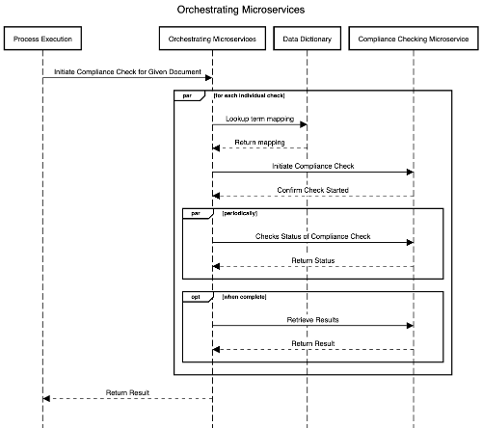 Orchestrating Microservices
Process Execution
Orchestrating Microservices
Data Dictionary
Compliance Checking Microservice
Initiate Compliance Check for Given Document
par
[for each individual check]
Lookup term mapping
Return mapping
Initiate Compliance Check
Confirm Check Started
par
[periodically]
Checks Status of Compliance Check
Return Status
opt
[when complete]
Retrieve Results
Return Result
Return Result